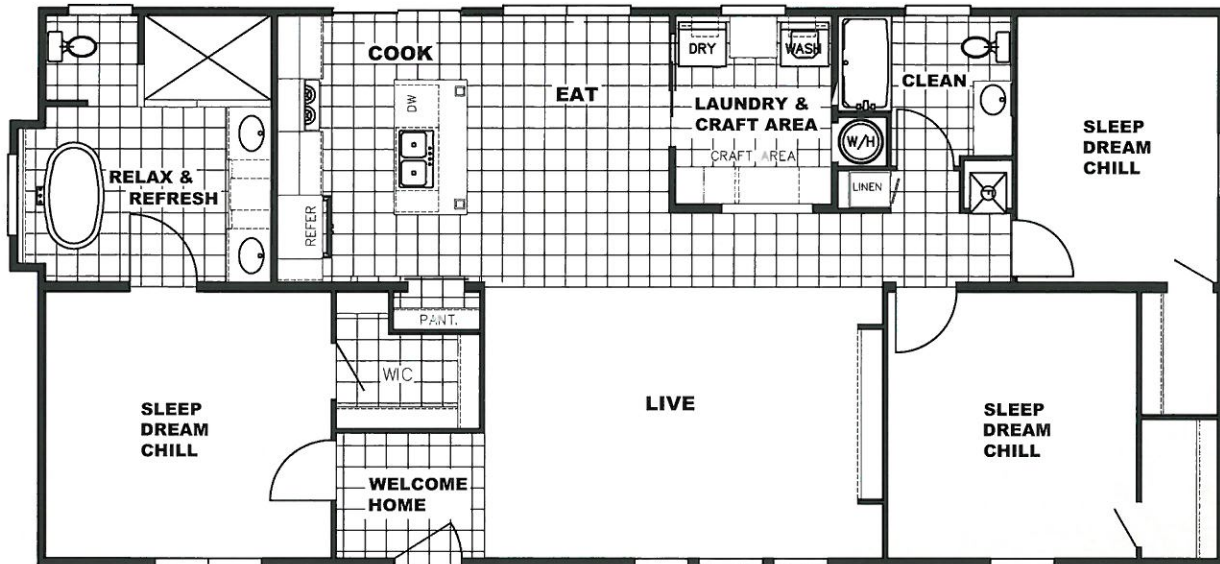 COOK
DW
EAT
DRY
WASH
LAUNDRY &
CRAFT AREA
CRAFT AREA
CLEAN
W/H
LINEN
F
SLEEP
DREAM
CHILL
RELAX &
REFRESH
REFER
PANT.
WIC
SLEEP
DREAM
CHILL
WELCOME
HOME
LIVE
SLEEP
DREAM
CHILL